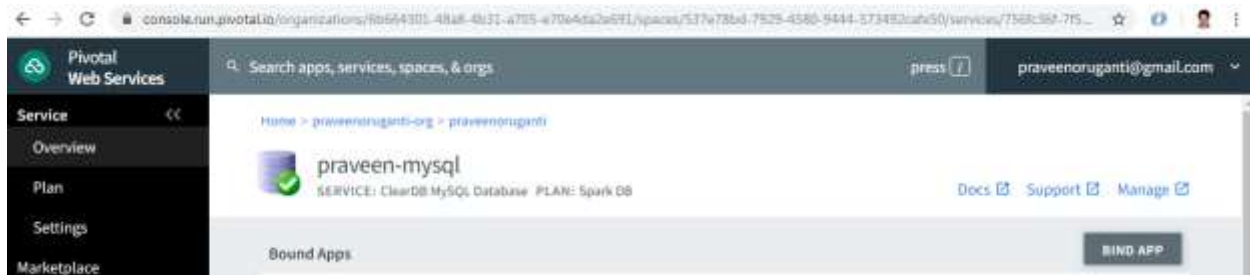 console.run.pivotal.io/organizations/
Pivotal
Web Services
Search apps, services, spaces, & orgs
press /
praveenoruganti@gmail.com
Service <<
Overview
Plan
Settings
Marketplace
Home > praveenoruganti-org > praveenoruganti
praveen-mysql
SERVICE: ClearDB MySQL Database PLAN: Spark DB
Docs Support Manage
Bound Apps
BIND APP